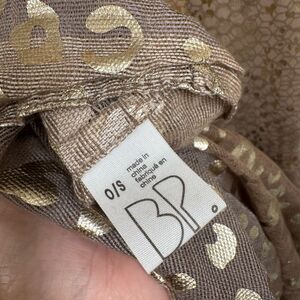 O/S
made in
china
fabriqué en
chine
BP.